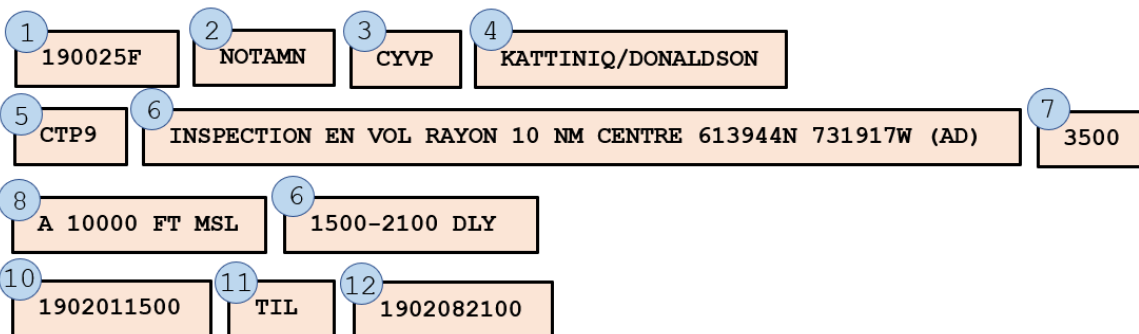 1 190025F 2 NOTAMN 3 CYVP 4 KATTINIQ/DONALDSON
5 CTP9 6 INSPECTION EN VOL RAYON 10 NM CENTRE 613944N 731917W (AD) 7 3500
8 A 10000 FT MSL 6 1500-2100 DLY
10 1902011500 11 TIL 12 1902082100